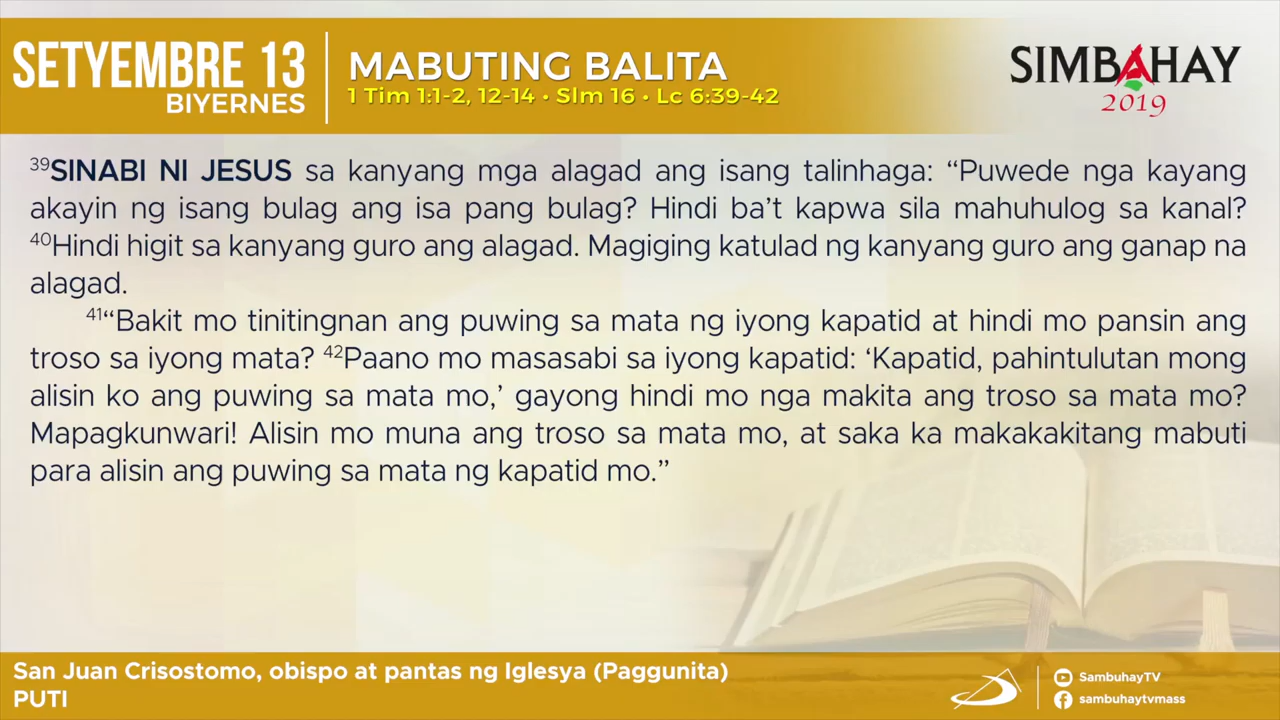 SETYEMBRE 13
BIYERNES
MABUTING BALITA
1 Tim 1:1-2, 12-14 • Slm 16 • Lc 6:39-42
SIMBAHAY
2019
³⁹SINABI NI JESUS sa kanyang mga alagad ang isang talinhaga: “Puwede nga kayang
akayin ng isang bulag ang isa pang bulag? Hindi ba’t kapwa sila mahuhulog sa kanal?
⁴⁰Hindi higit sa kanyang guro ang alagad. Magiging katulad ng kanyang guro ang ganap na
alagad.
⁴¹“Bakit mo tinitingnan ang puwing sa mata ng iyong kapatid at hindi mo pansin ang
troso sa iyong mata? ⁴²Paano mo masasabi sa iyong kapatid: ‘Kapatid, pahintulutan mong
alisin ko ang puwing sa mata mo,’ gayong hindi mo nga makita ang troso sa mata mo?
Mapagkunwari! Alisin mo muna ang troso sa mata mo, at saka ka makakakitang mabuti
para alisin ang puwing sa mata ng kapatid mo.”
San Juan Crisostomo, obispo at pantas ng Iglesya (Paggunita)
PUTI
SambuhayTV
sambuhaytvmass